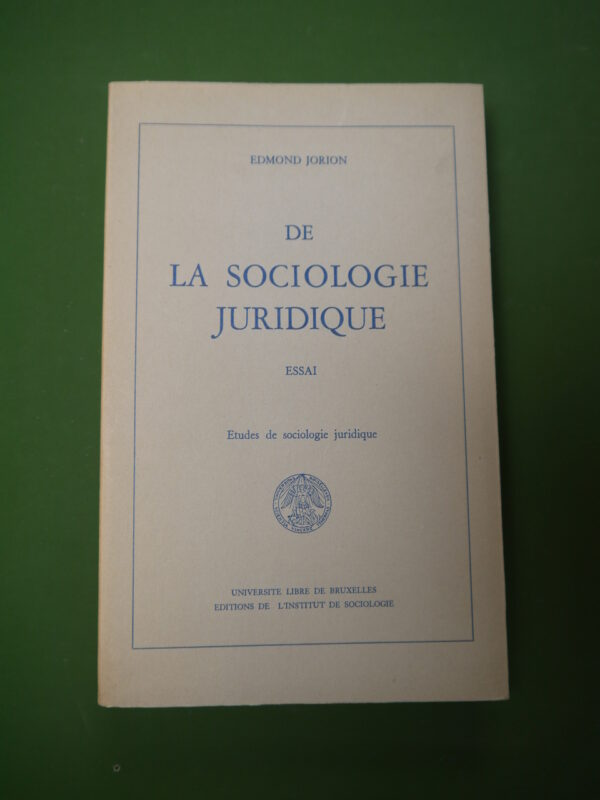 EDMOND JORION
DE
LA SOCIOLOGIE
JURIDIQUE
ESSAI
Etudes de sociologie juridique
UNIVERSITE LIBRE DE BRUXELLES
EDITIONS DE L'INSTITUT DE SOCIOLOGIE